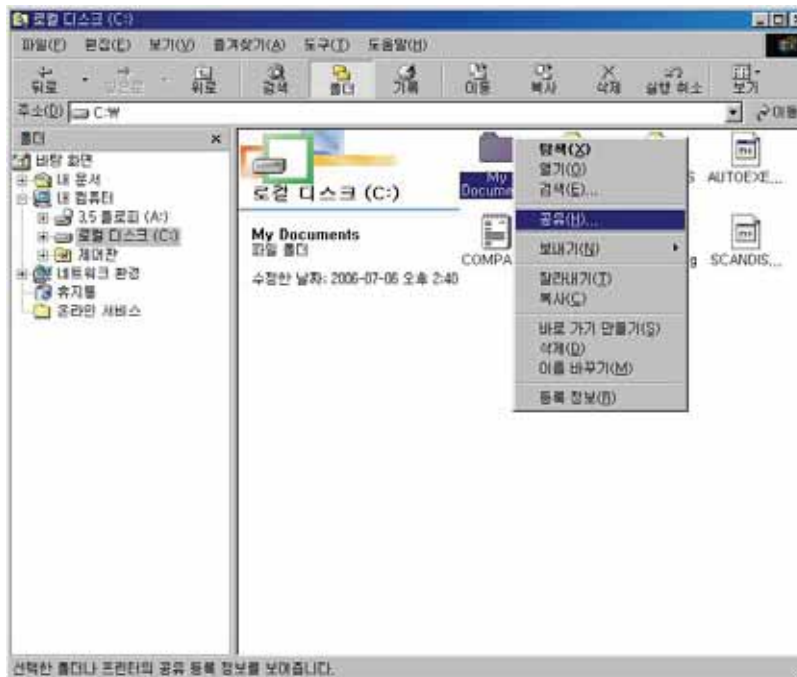 로컬 디스크 (C:)
파일(F) 편집(E) 보기(V) 즐겨찾기(A) 도구(T) 도움말(H)
뒤로 앞으로 위로 검색 폴더 기록 이동 복사 삭제 실행 취소 보기
주소(D) C:₩ 이동
폴더 ×
바탕 화면
내 문서
내 컴퓨터
3.5 플로피 (A:)
로컬 디스크 (C:)
제어판
네트워크 환경
휴지통
온라인 서비스
로컬 디스크 (C:)
My Documents
파일 폴더
수정한 날짜: 2006-07-06 오후 2:40
My
Docume
S AUTOEXE...
COMPA
g SCANDIS...
탐색(X)
열기(O)
검색(E)...
공유(H)...
보내기(N)
잘라내기(T)
복사(C)
바로 가기 만들기(S)
삭제(D)
이름 바꾸기(M)
등록 정보(R)
선택한 폴더나 프린터의 공유 등록 정보를 보여줍니다.